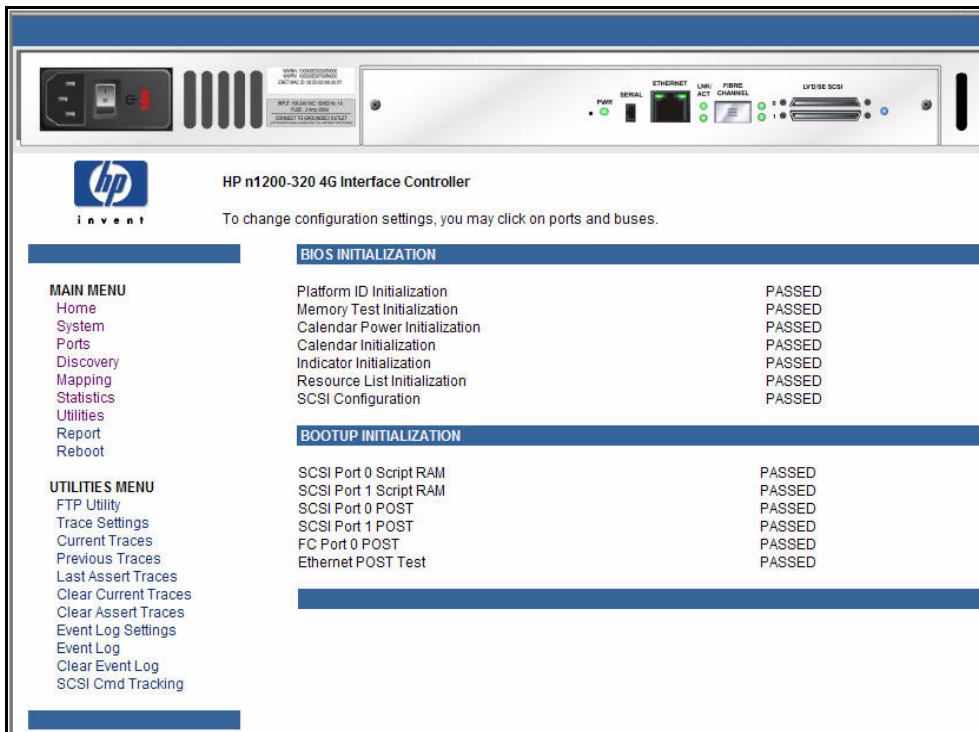 PWR
SERIAL
ETHERNET
LNK/
ACT
FIBRE
CHANNEL
LVD/SE SCSI
0
1
hp
invent
HP n1200-320 4G Interface Controller
To change configuration settings, you may click on ports and buses.
MAIN MENU
Home
System
Ports
Discovery
Mapping
Statistics
Utilities
Report
Reboot
UTILITIES MENU
FTP Utility
Trace Settings
Current Traces
Previous Traces
Last Assert Traces
Clear Current Traces
Clear Assert Traces
Event Log Settings
Event Log
Clear Event Log
SCSI Cmd Tracking
BIOS INITIALIZATION
Platform ID Initialization PASSED
Memory Test Initialization PASSED
Calendar Power Initialization PASSED
Calendar Initialization PASSED
Indicator Initialization PASSED
Resource List Initialization PASSED
SCSI Configuration PASSED
BOOTUP INITIALIZATION
SCSI Port 0 Script RAM PASSED
SCSI Port 1 Script RAM PASSED
SCSI Port 0 POST PASSED
SCSI Port 1 POST PASSED
FC Port 0 POST PASSED
Ethernet POST Test PASSED